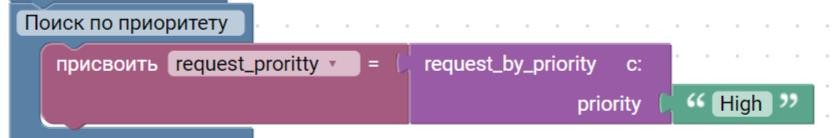 Поиск по приоритету
присвоить request_proritty ▾ = request_by_priority с:
priority “ High ”